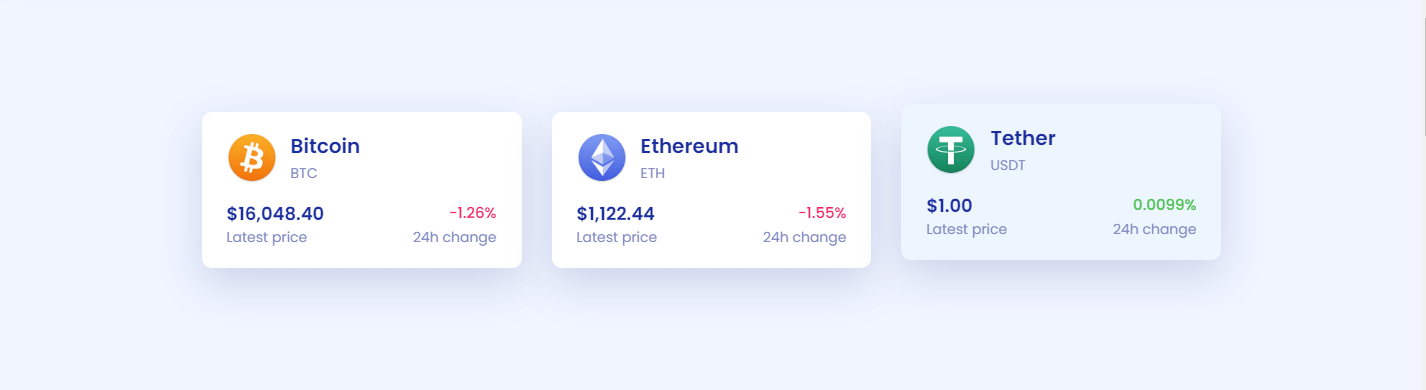 Bitcoin
BTC
$16,048.40 -1.26%
Latest price 24h change
Ethereum
ETH
$1,122.44 -1.55%
Latest price 24h change
Tether
USDT
$1.00 0.0099%
Latest price 24h change